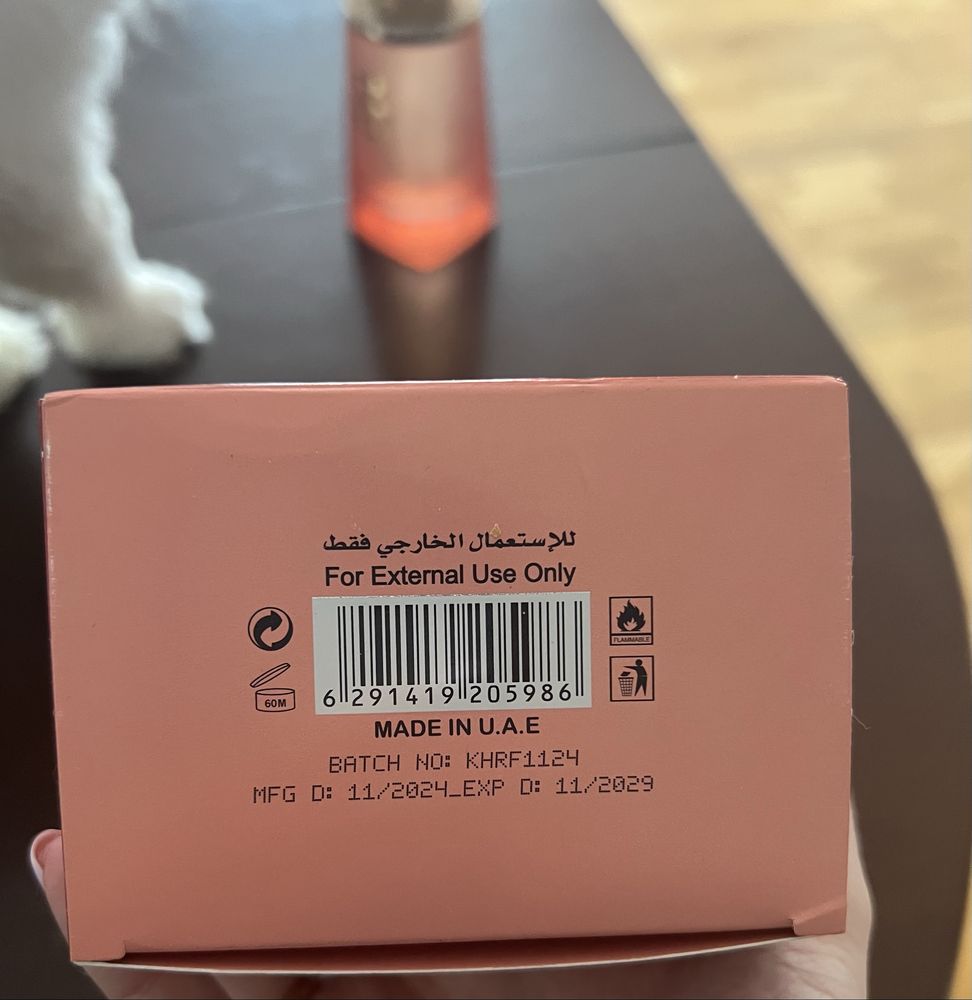 للإستعمال الخارجي فقط
For External Use Only
FLAMMABLE
60M
6 291419 205986
MADE IN U.A.E
BATCH NO: KHRF1124
MFG D: 11/2024_EXP D: 11/2029